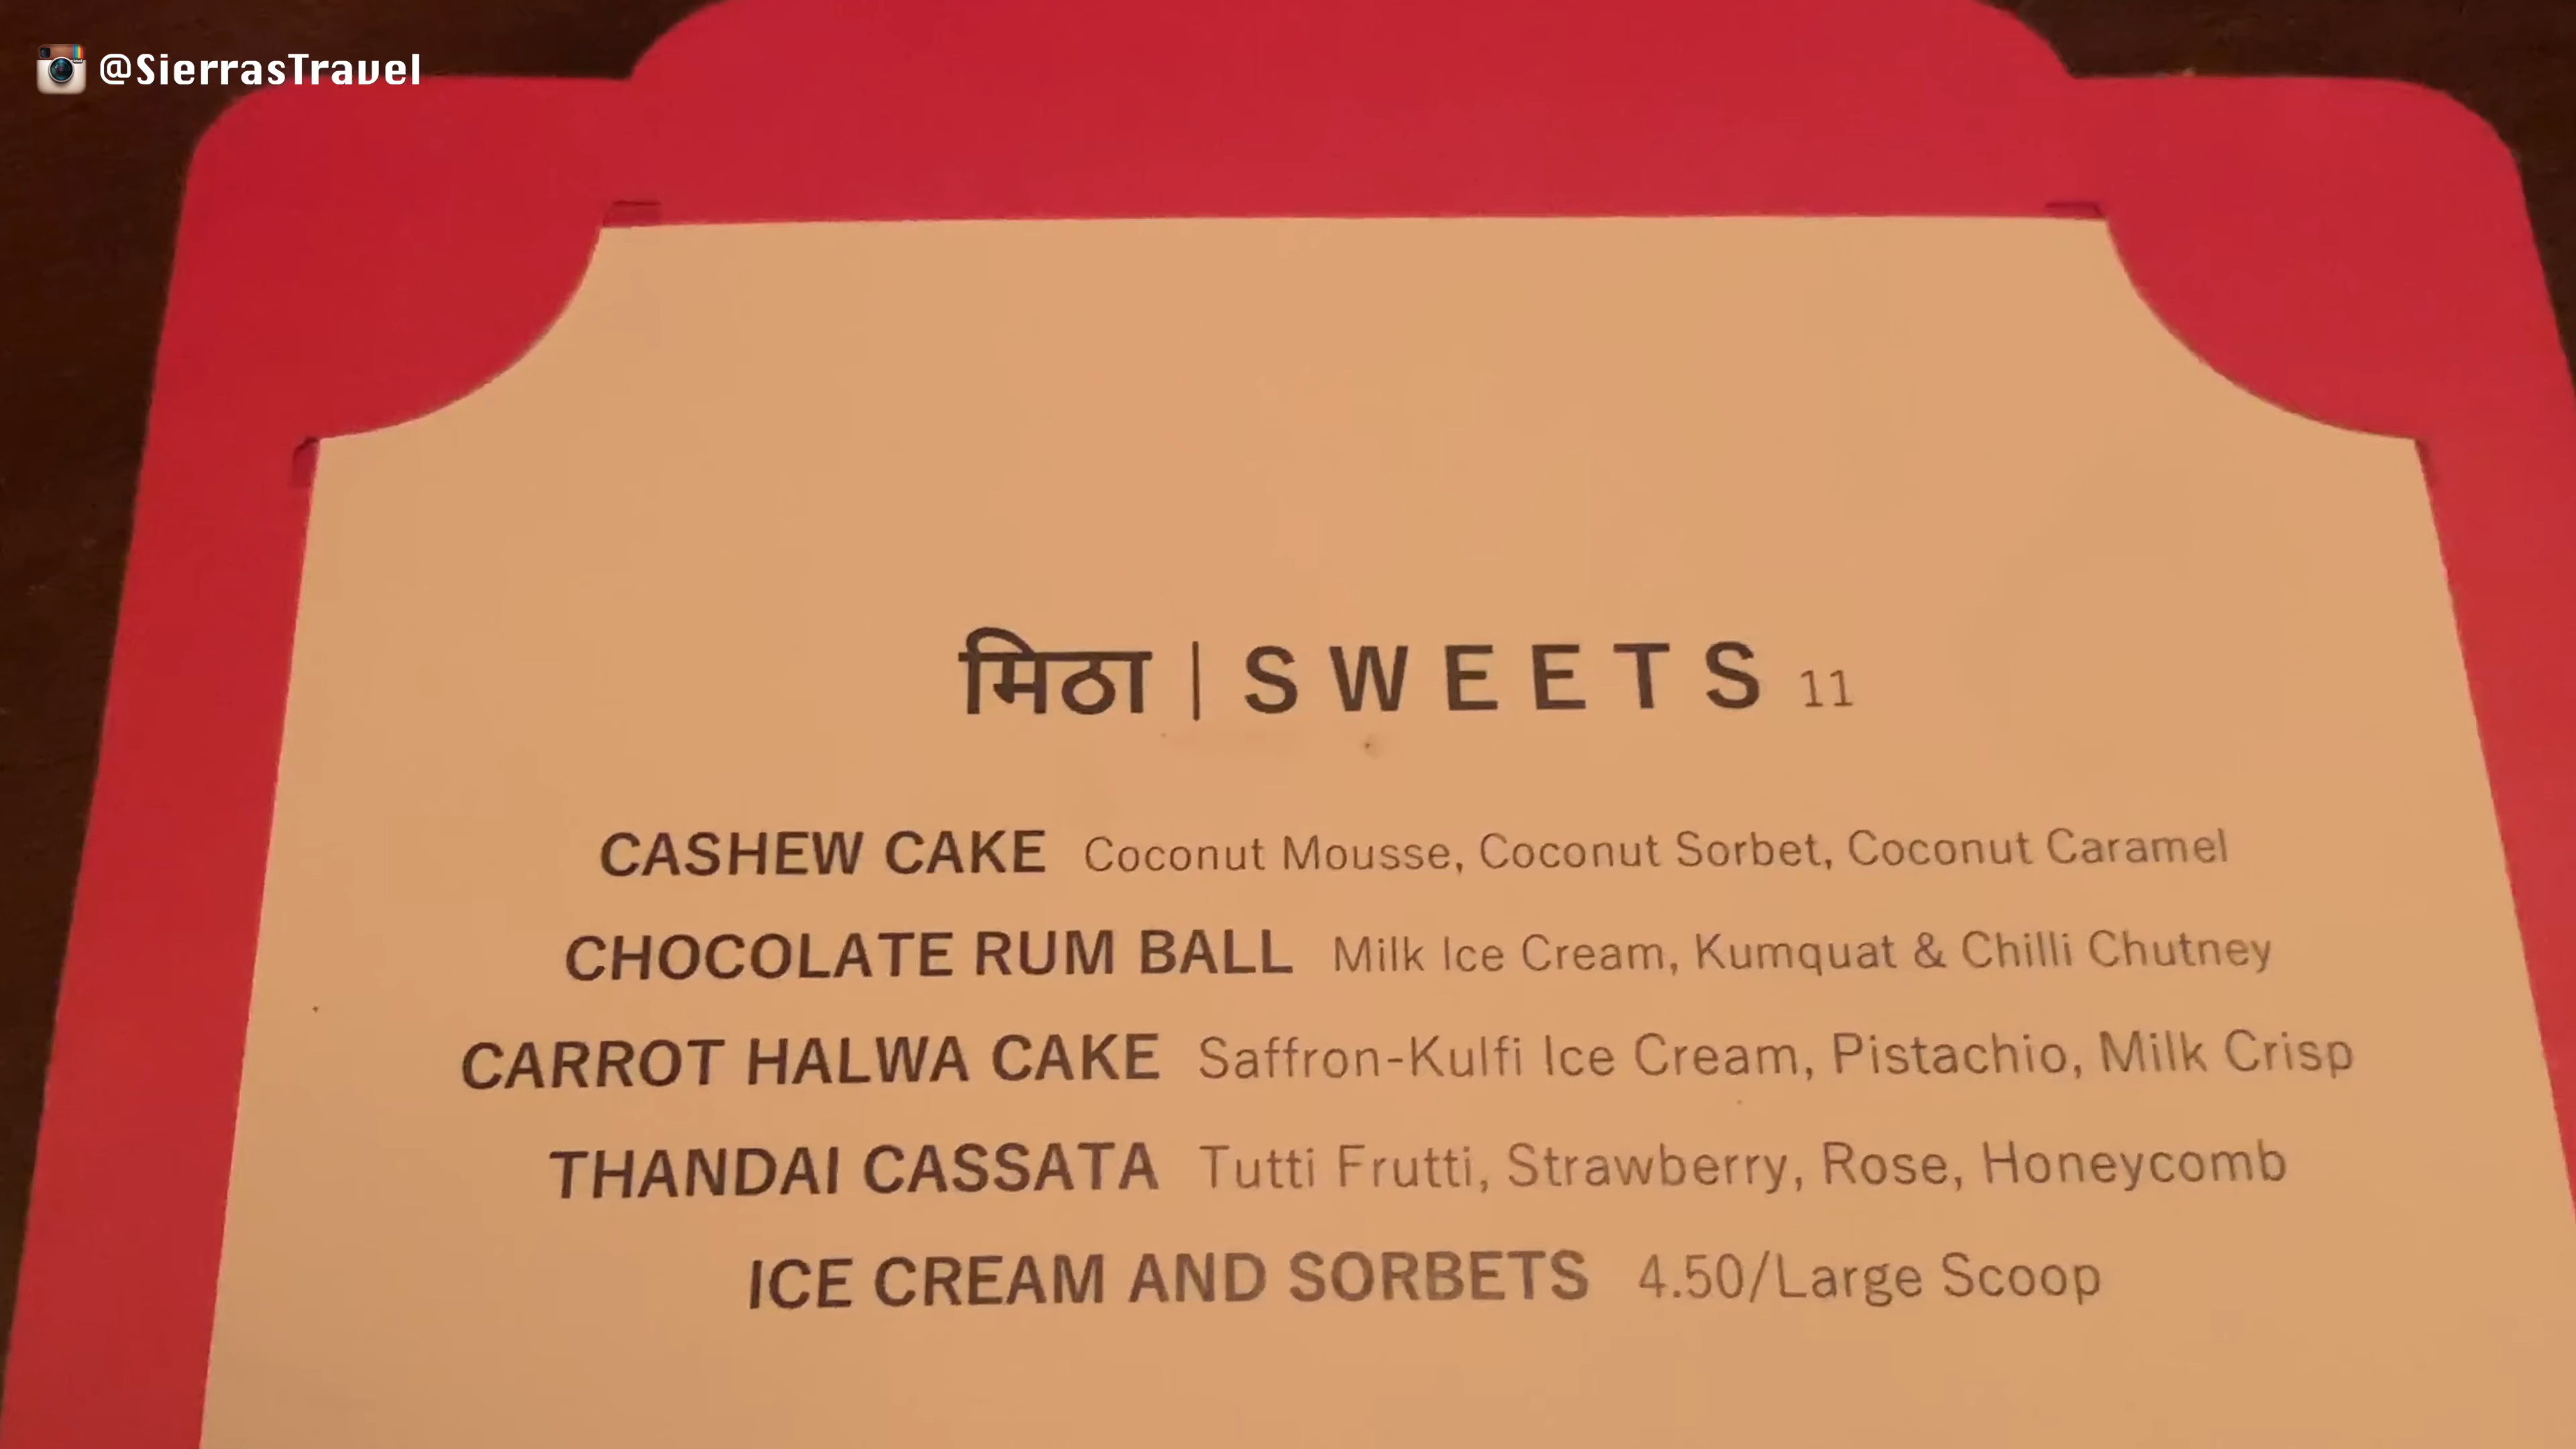 @SierrasTravel
मिठा | SWEETS 11
CASHEW CAKE Coconut Mousse, Coconut Sorbet, Coconut Caramel
CHOCOLATE RUM BALL Milk Ice Cream, Kumquat & Chilli Chutney
CARROT HALWA CAKE Saffron-Kulfi Ice Cream, Pistachio, Milk Crisp
THANDAI CASSATA Tutti Frutti, Strawberry, Rose, Honeycomb
ICE CREAM AND SORBETS 4.50/Large Scoop